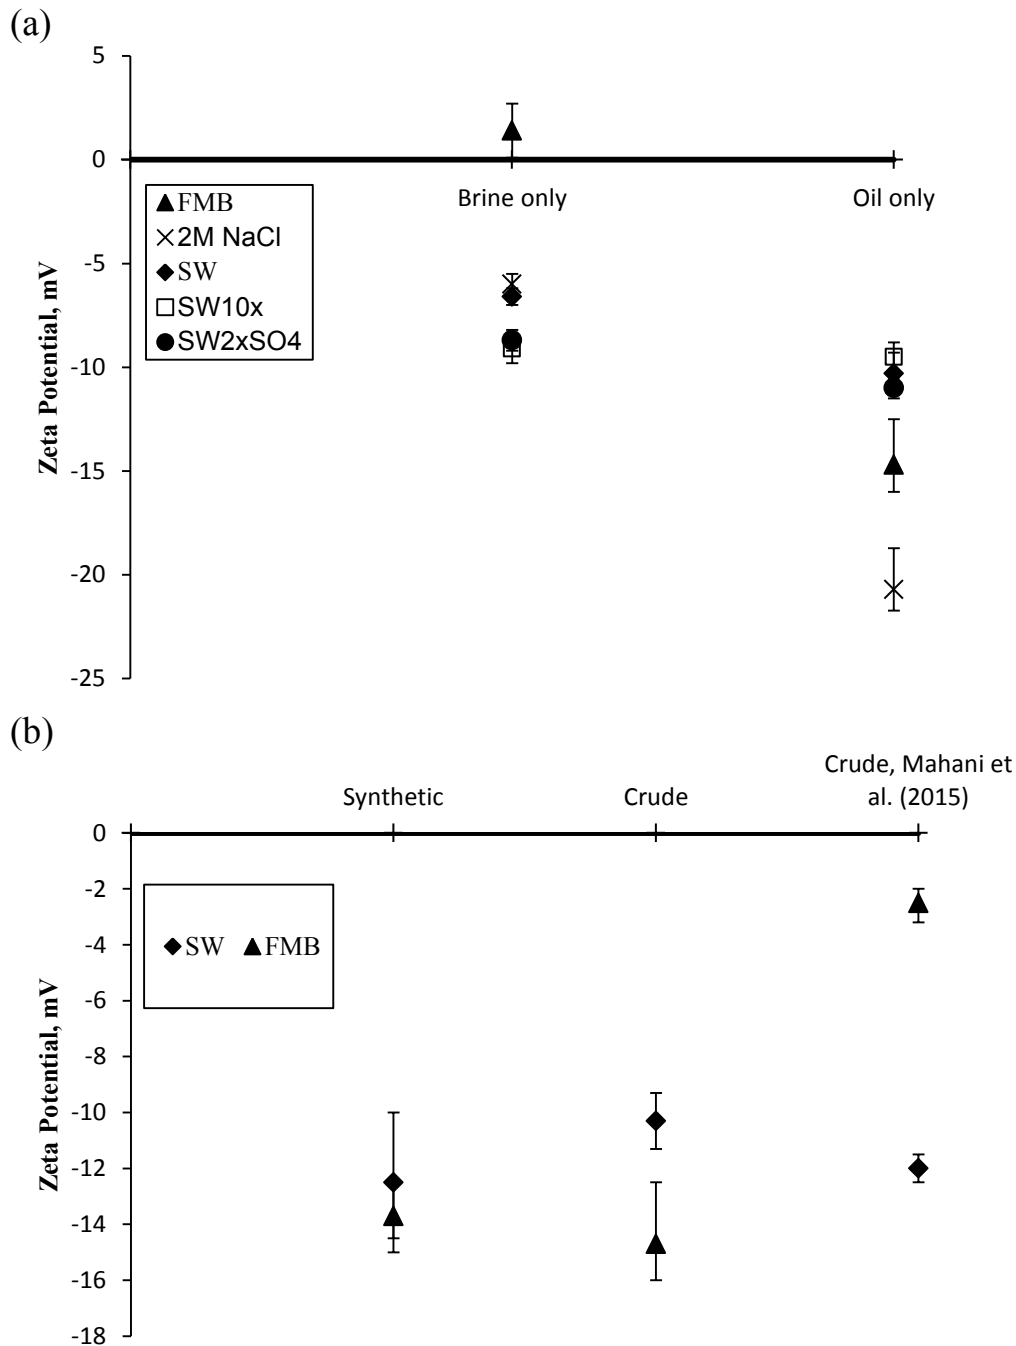 (a)
5
0
Brine only
Oil only
FMB
2M NaCl
SW
SW10x
SW2xSO4
-5
-10
-15
-20
-25
Zeta Potential, mV
(b)
Crude, Mahani et
al. (2015)
Synthetic
Crude
0
-2
SW FMB
-4
-6
-8
-10
-12
-14
-16
-18
Zeta Potential, mV